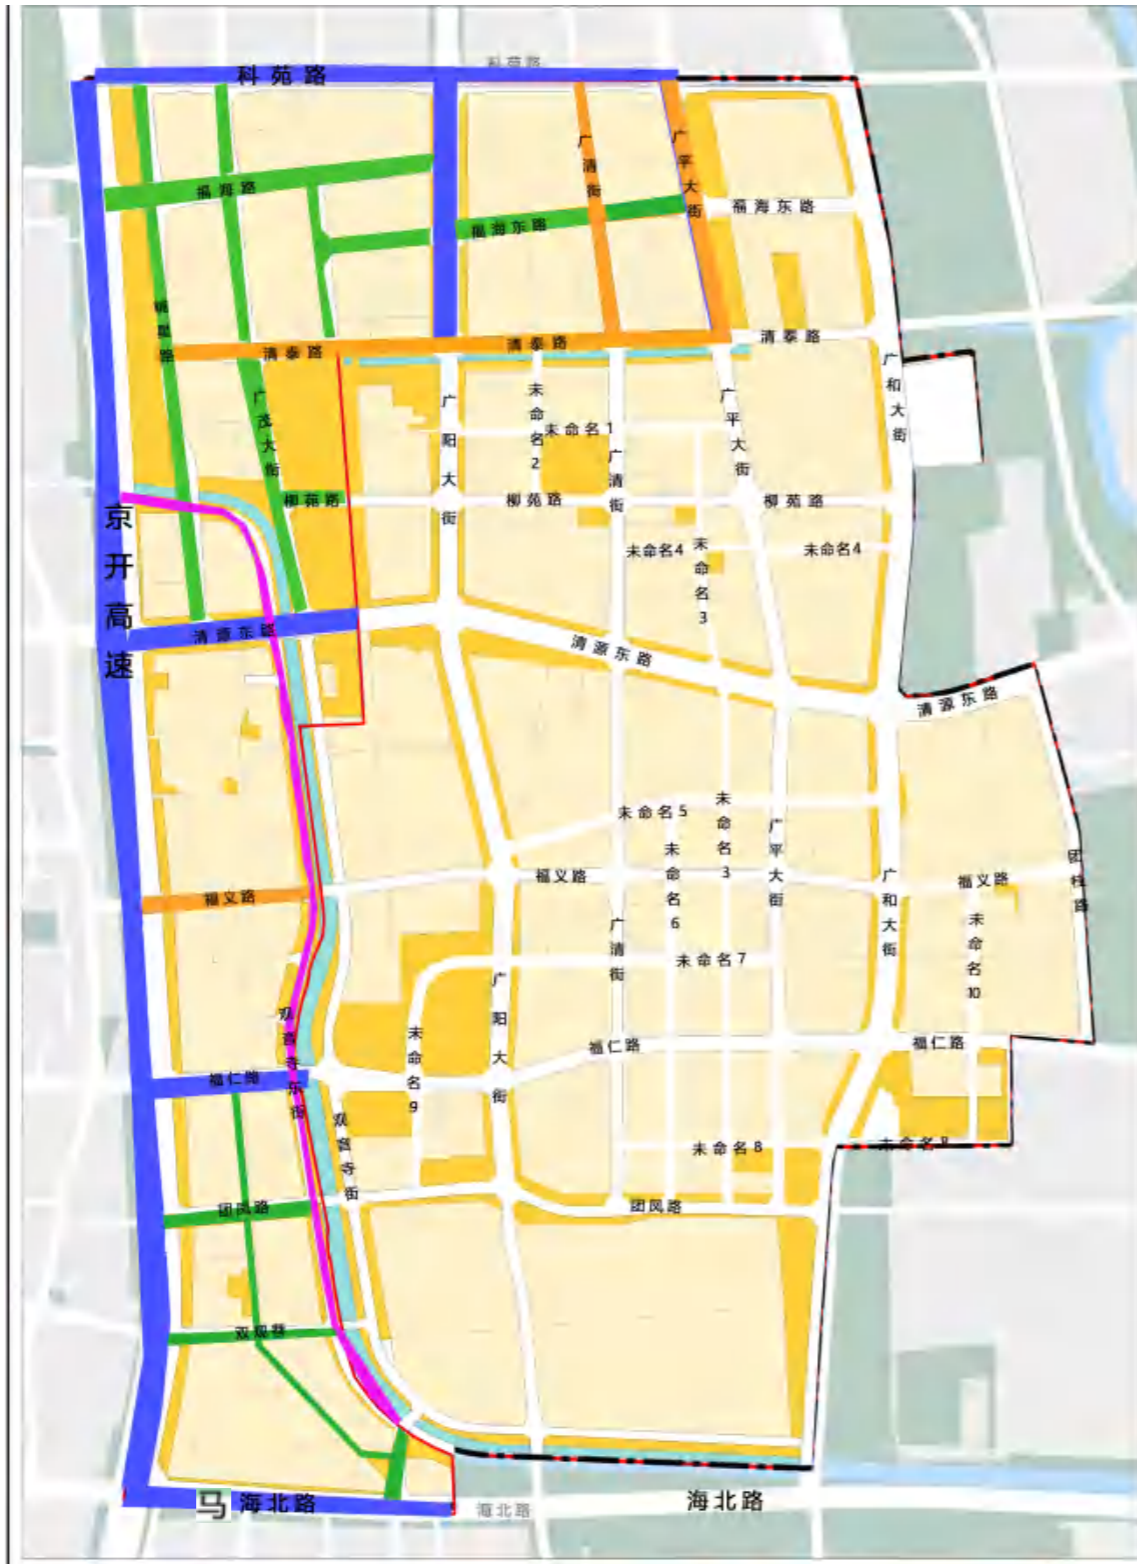 科苑路
科苑路
广清街
广平大街
福海路
福海东路
福海东路
清泰路
清泰路
清泰路
广茂大街
广阳大街
未命名2
未命名1
广清街
广平大街
广和大街
柳苑路
柳苑路
柳苑路
京开高速
未命名4
未命名3
未命名4
清源东路
清源东路
清源东路
未命名5
未命名3
未命名6
广平大街
福义路
福义路
福义路
广和大街
团桂路
广清街
未命名7
未命名10
广阳大街
观音寺东街
未命名9
福仁路
福仁路
福仁路
观音寺街
未命名8
未命名8
团凤路
团凤路
双观巷
马海北路
海北路
海北路